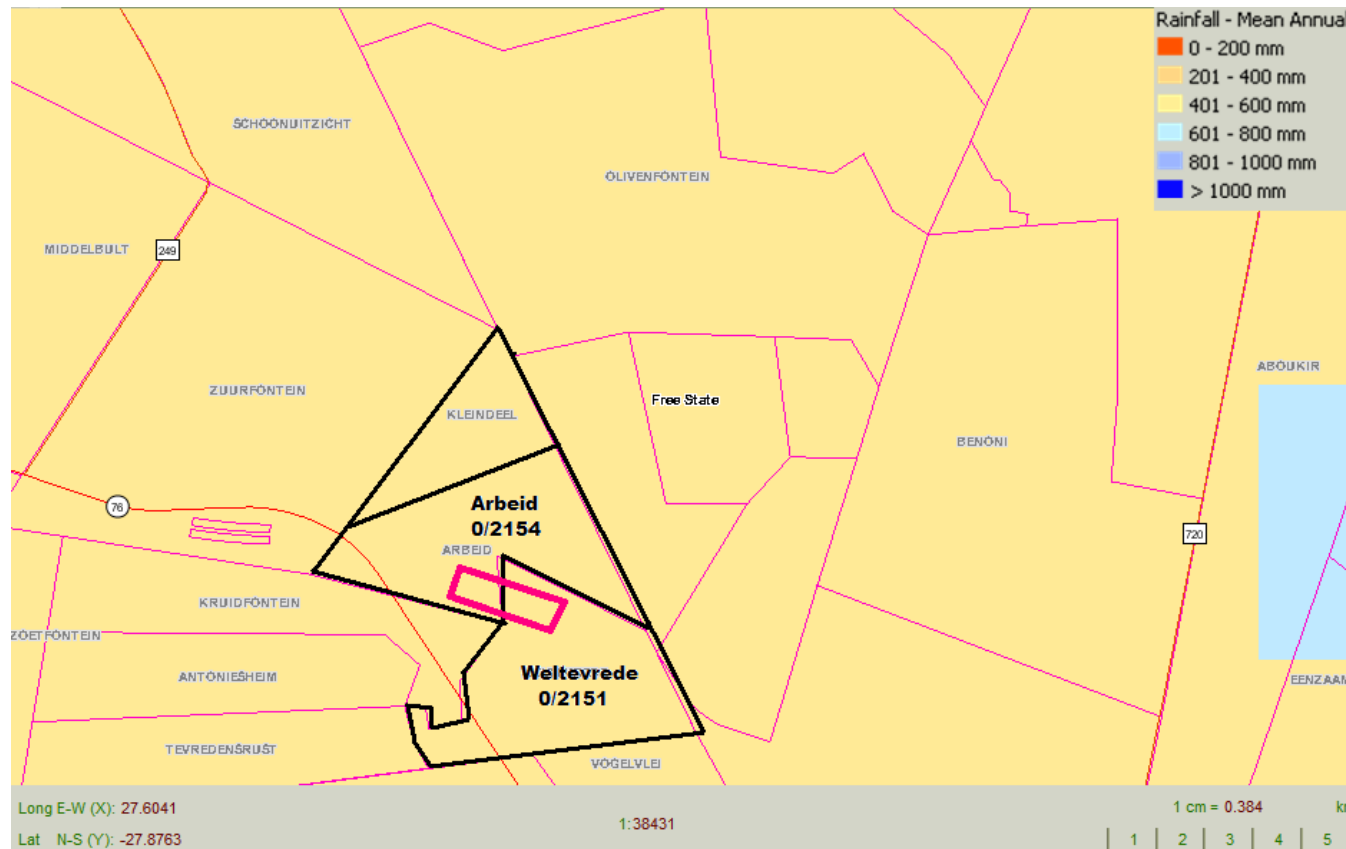 Rainfall - Mean Annual
0 - 200 mm
201 - 400 mm
401 - 600 mm
601 - 800 mm
801 - 1000 mm
> 1000 mm
SCHOONUITZICHT
OLIVENFONTEIN
MIDDELBULT
249
ABOUKIR
ZUURFONTEIN
Free State
KLEINDEEL
BENONI
Arbeid
0/2154
76
720
ARBEID
KRUIDFONTEIN
ZOETFONTEIN
ANTONIESHEIM
Weltevrede
0/2151
EENZAAM
TEVREDENSRUST
VOGELVLEI
Long E-W (X): 27.6041
1:38431
1 cm = 0.384
Lat N-S (Y): -27.8763
1 2 3 4 5